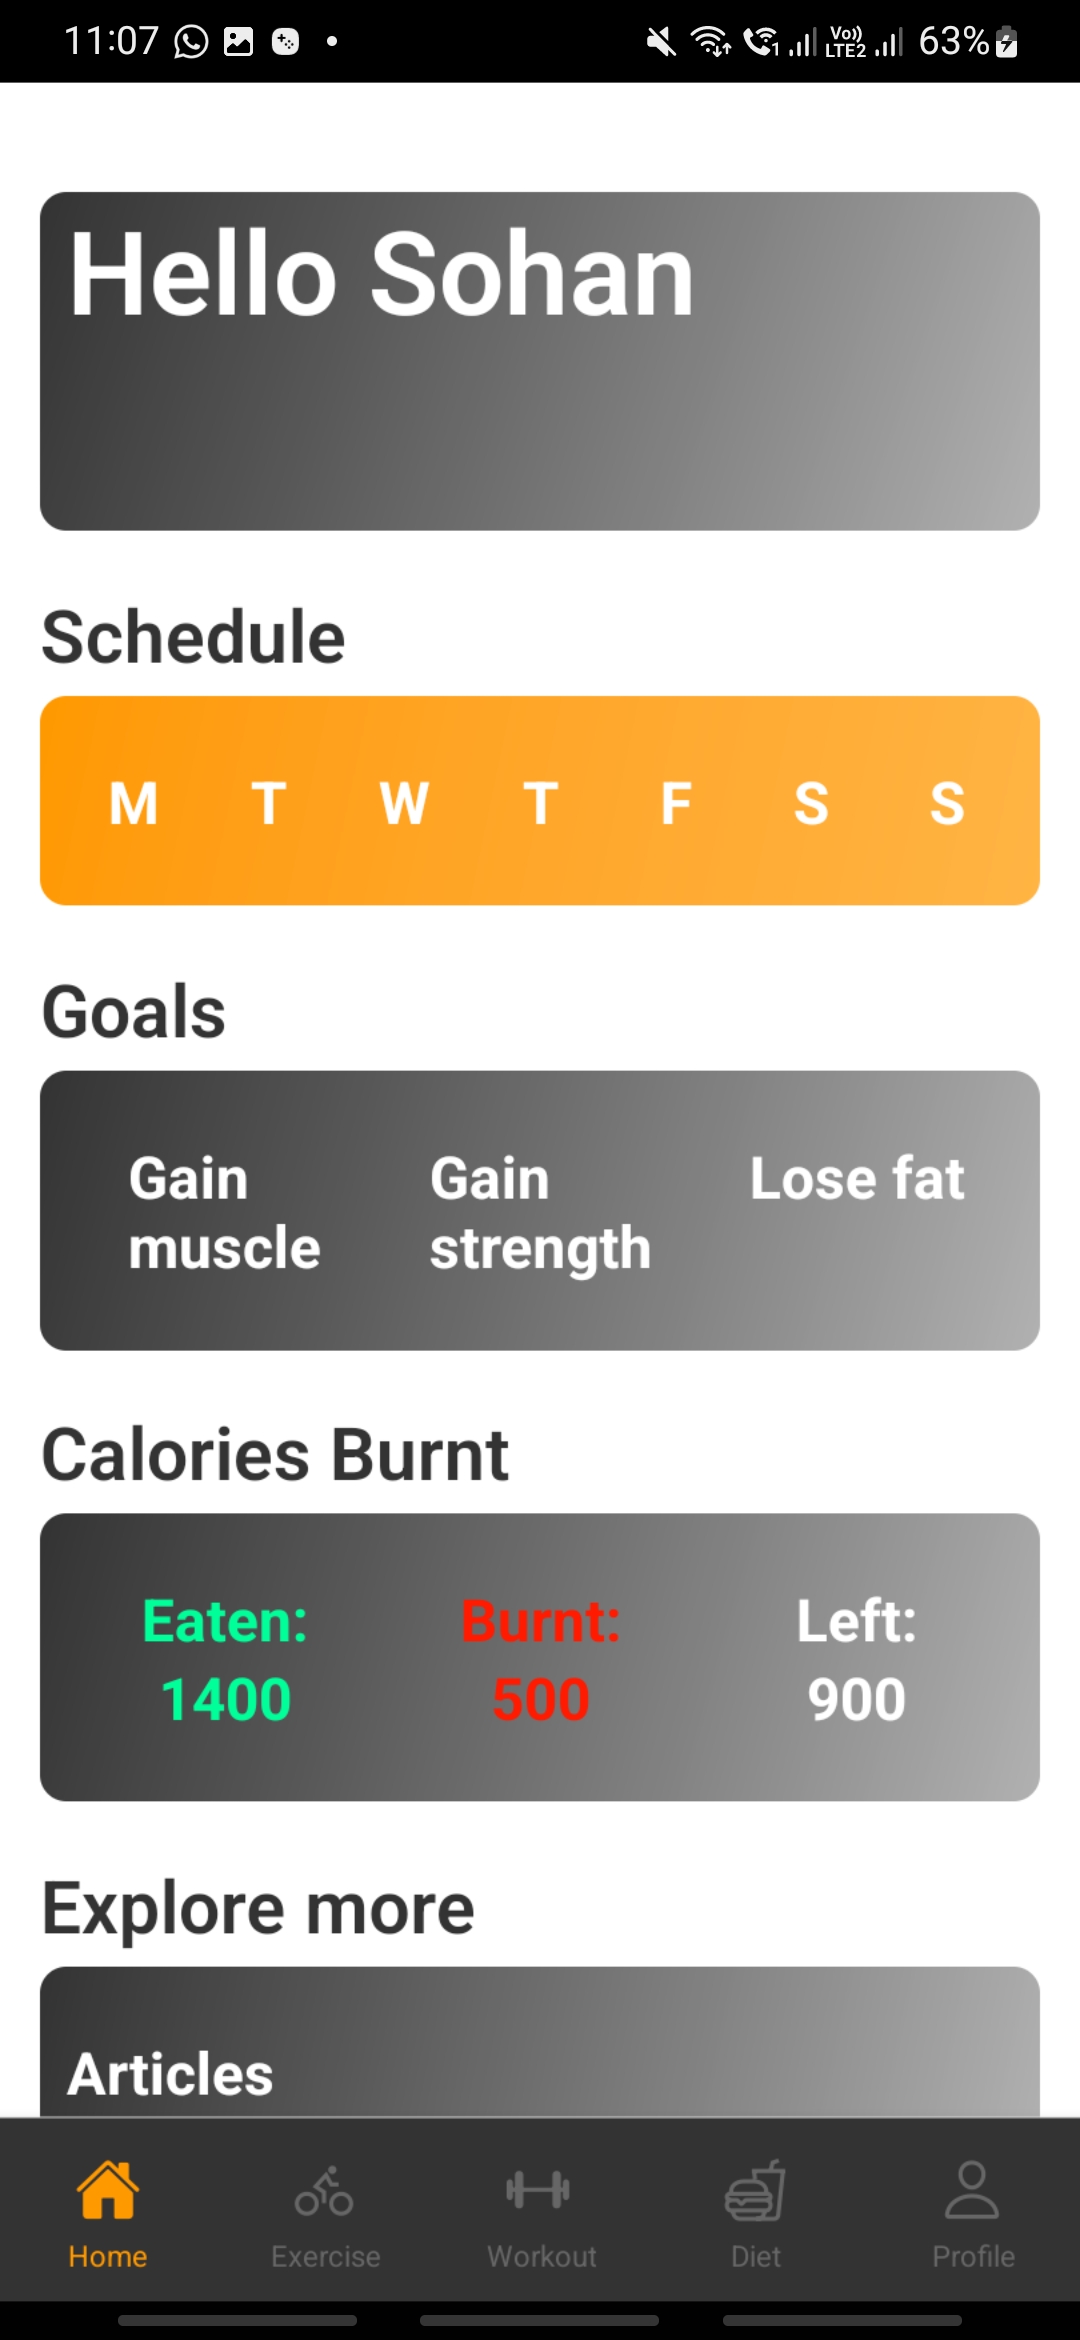 11:07 Vo)) LTE2 63%
Hello Sohan
Schedule
M T W T F S S
Goals
Gain muscle
Gain strength
Lose fat
Calories Burnt
Eaten: Burnt: Left:
1400 500 900
Explore more
Articles
Home Exercise Workout Diet Profile